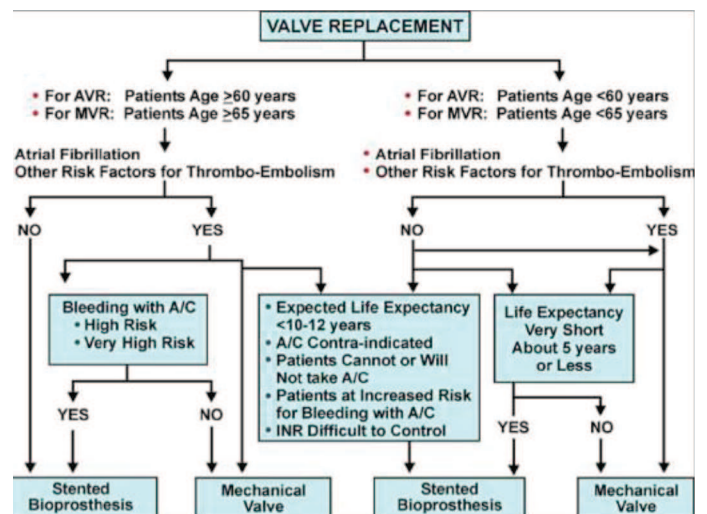 VALVE REPLACEMENT
• For AVR: Patients Age ≥60 years
• For MVR: Patients Age ≥65 years
• For AVR: Patients Age <60 years
• For MVR: Patients Age <65 years
Atrial Fibrillation
Other Risk Factors for Thrombo-Embolism
• Atrial Fibrillation
• Other Risk Factors for Thrombo-Embolism
NO
YES
NO
YES
Bleeding with A/C
• High Risk
• Very High Risk
• Expected Life Expectancy
<10-12 years
• A/C Contra-indicated
• Patients Cannot or Will
Not take A/C
• Patients at Increased Risk
for Bleeding with A/C
• INR Difficult to Control
Life Expectancy
Very Short
About 5 years
or Less
YES
NO
YES
NO
Stented
Bioprosthesis
Mechanical
Valve
Stented
Bioprosthesis
Mechanical
Valve